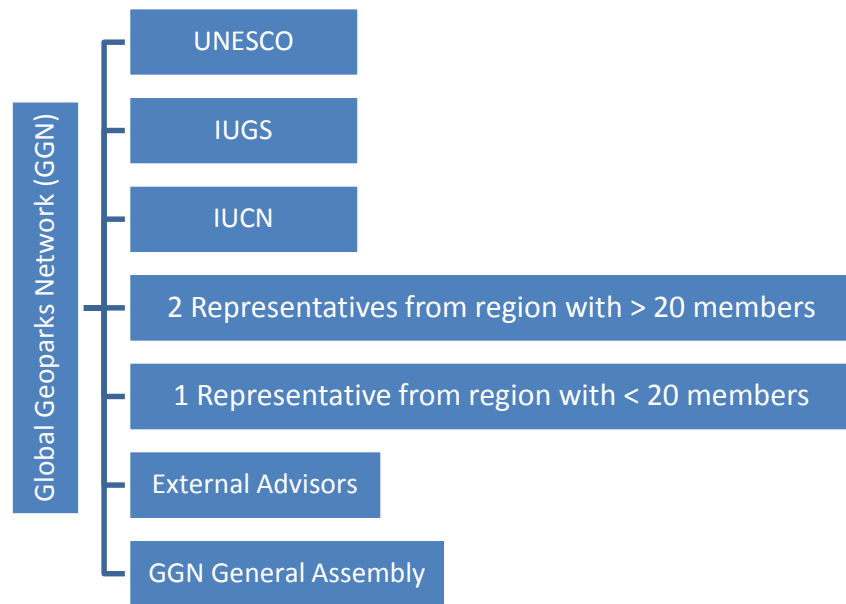 Global Geoparks Network (GGN)
UNESCO
IUGS
IUCN
2 Representatives from region with > 20 members
1 Representative from region with < 20 members
External Advisors
GGN General Assembly